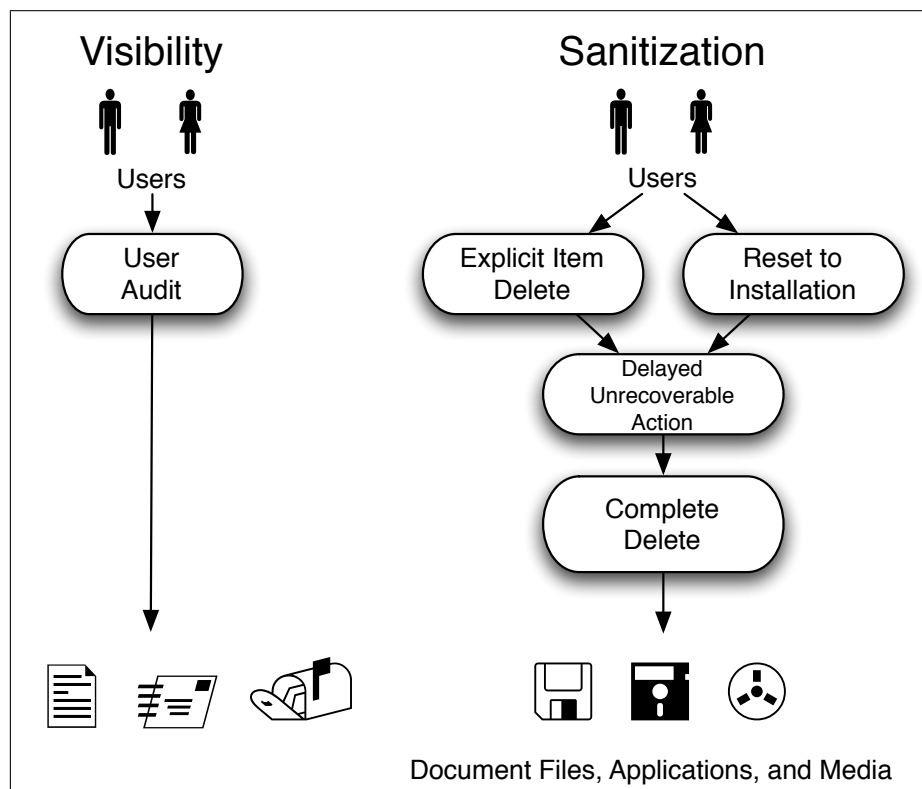 Visibility
Users
User
Audit
Sanitization
Users
Explicit Item
Delete
Reset to
Installation
Delayed
Unrecoverable
Action
Complete
Delete
Document Files, Applications, and Media